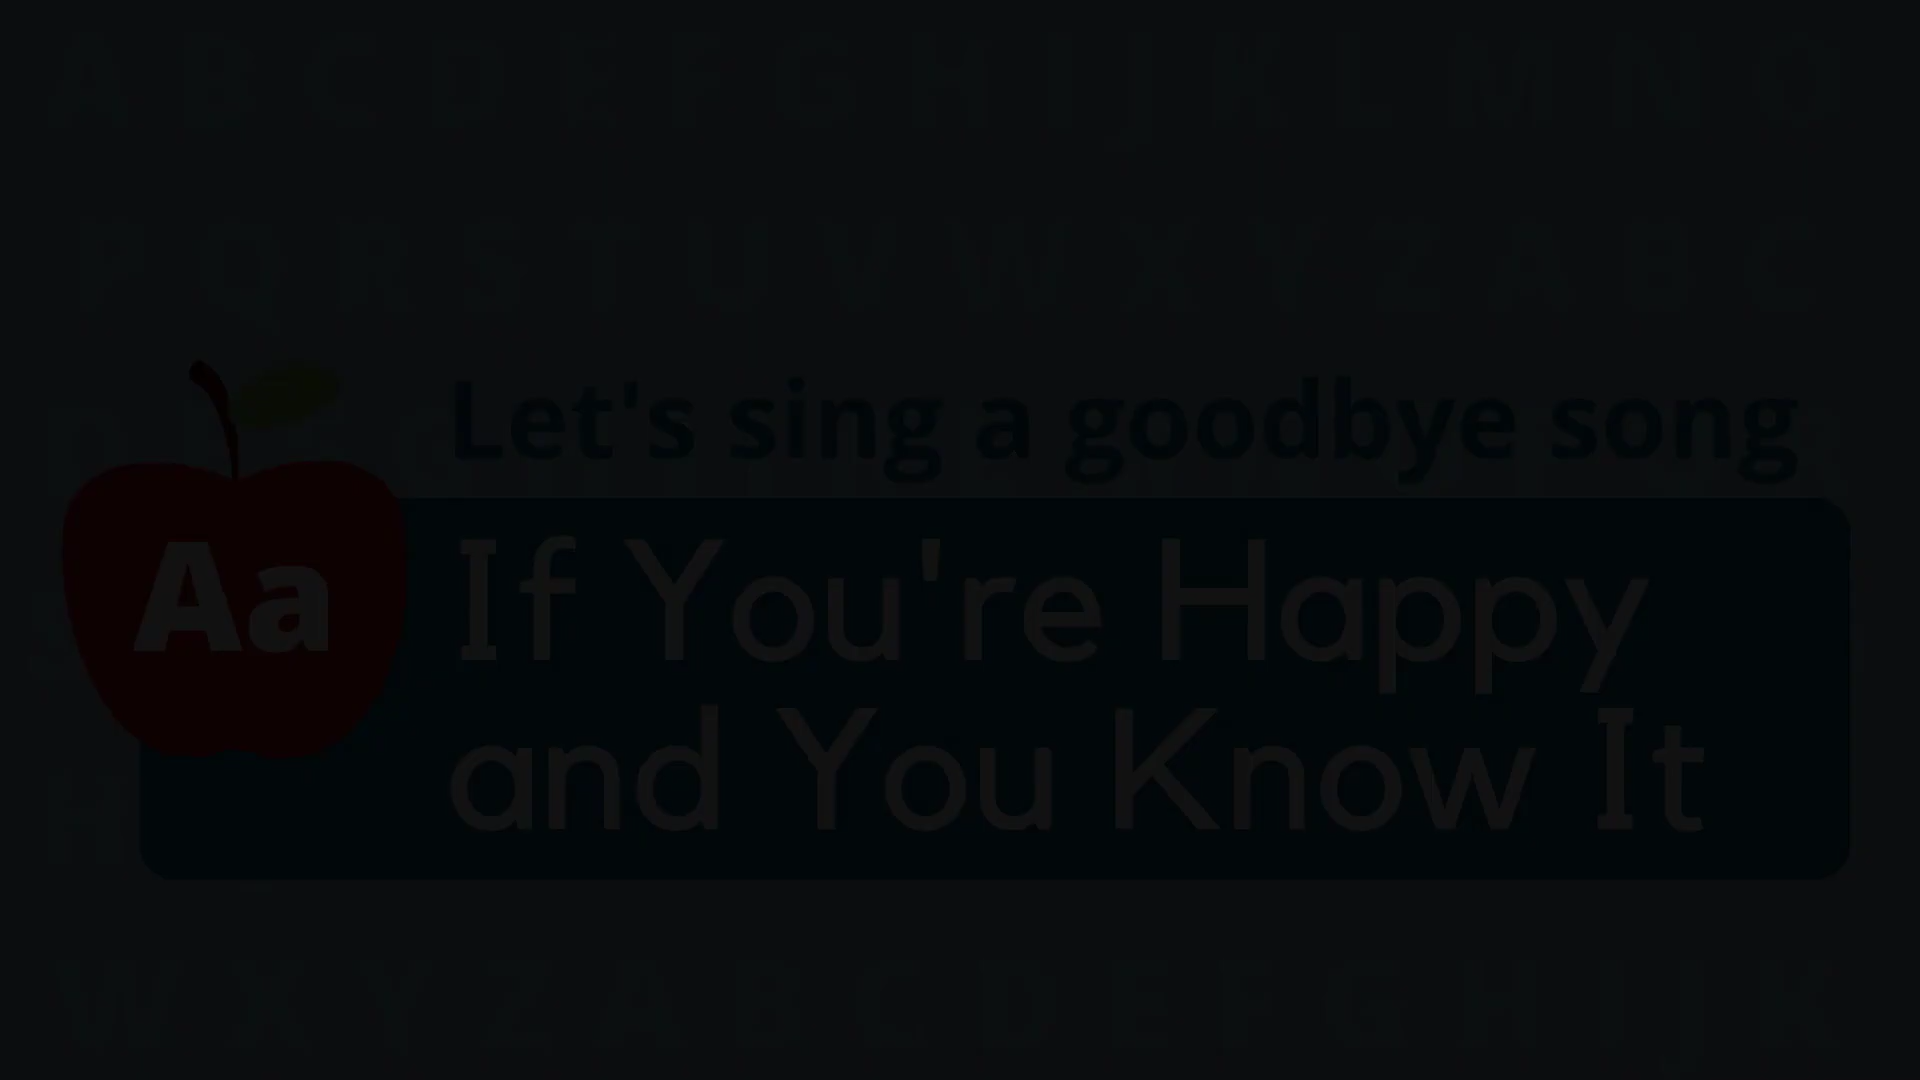 A B C D E F G H I J K L M N O
P Q R S T U V W X Y Z A B C
Let's sing a goodbye song
Aa
If You're Happy
and You Know It
H
W X Y Z A B C D E F G H I J K